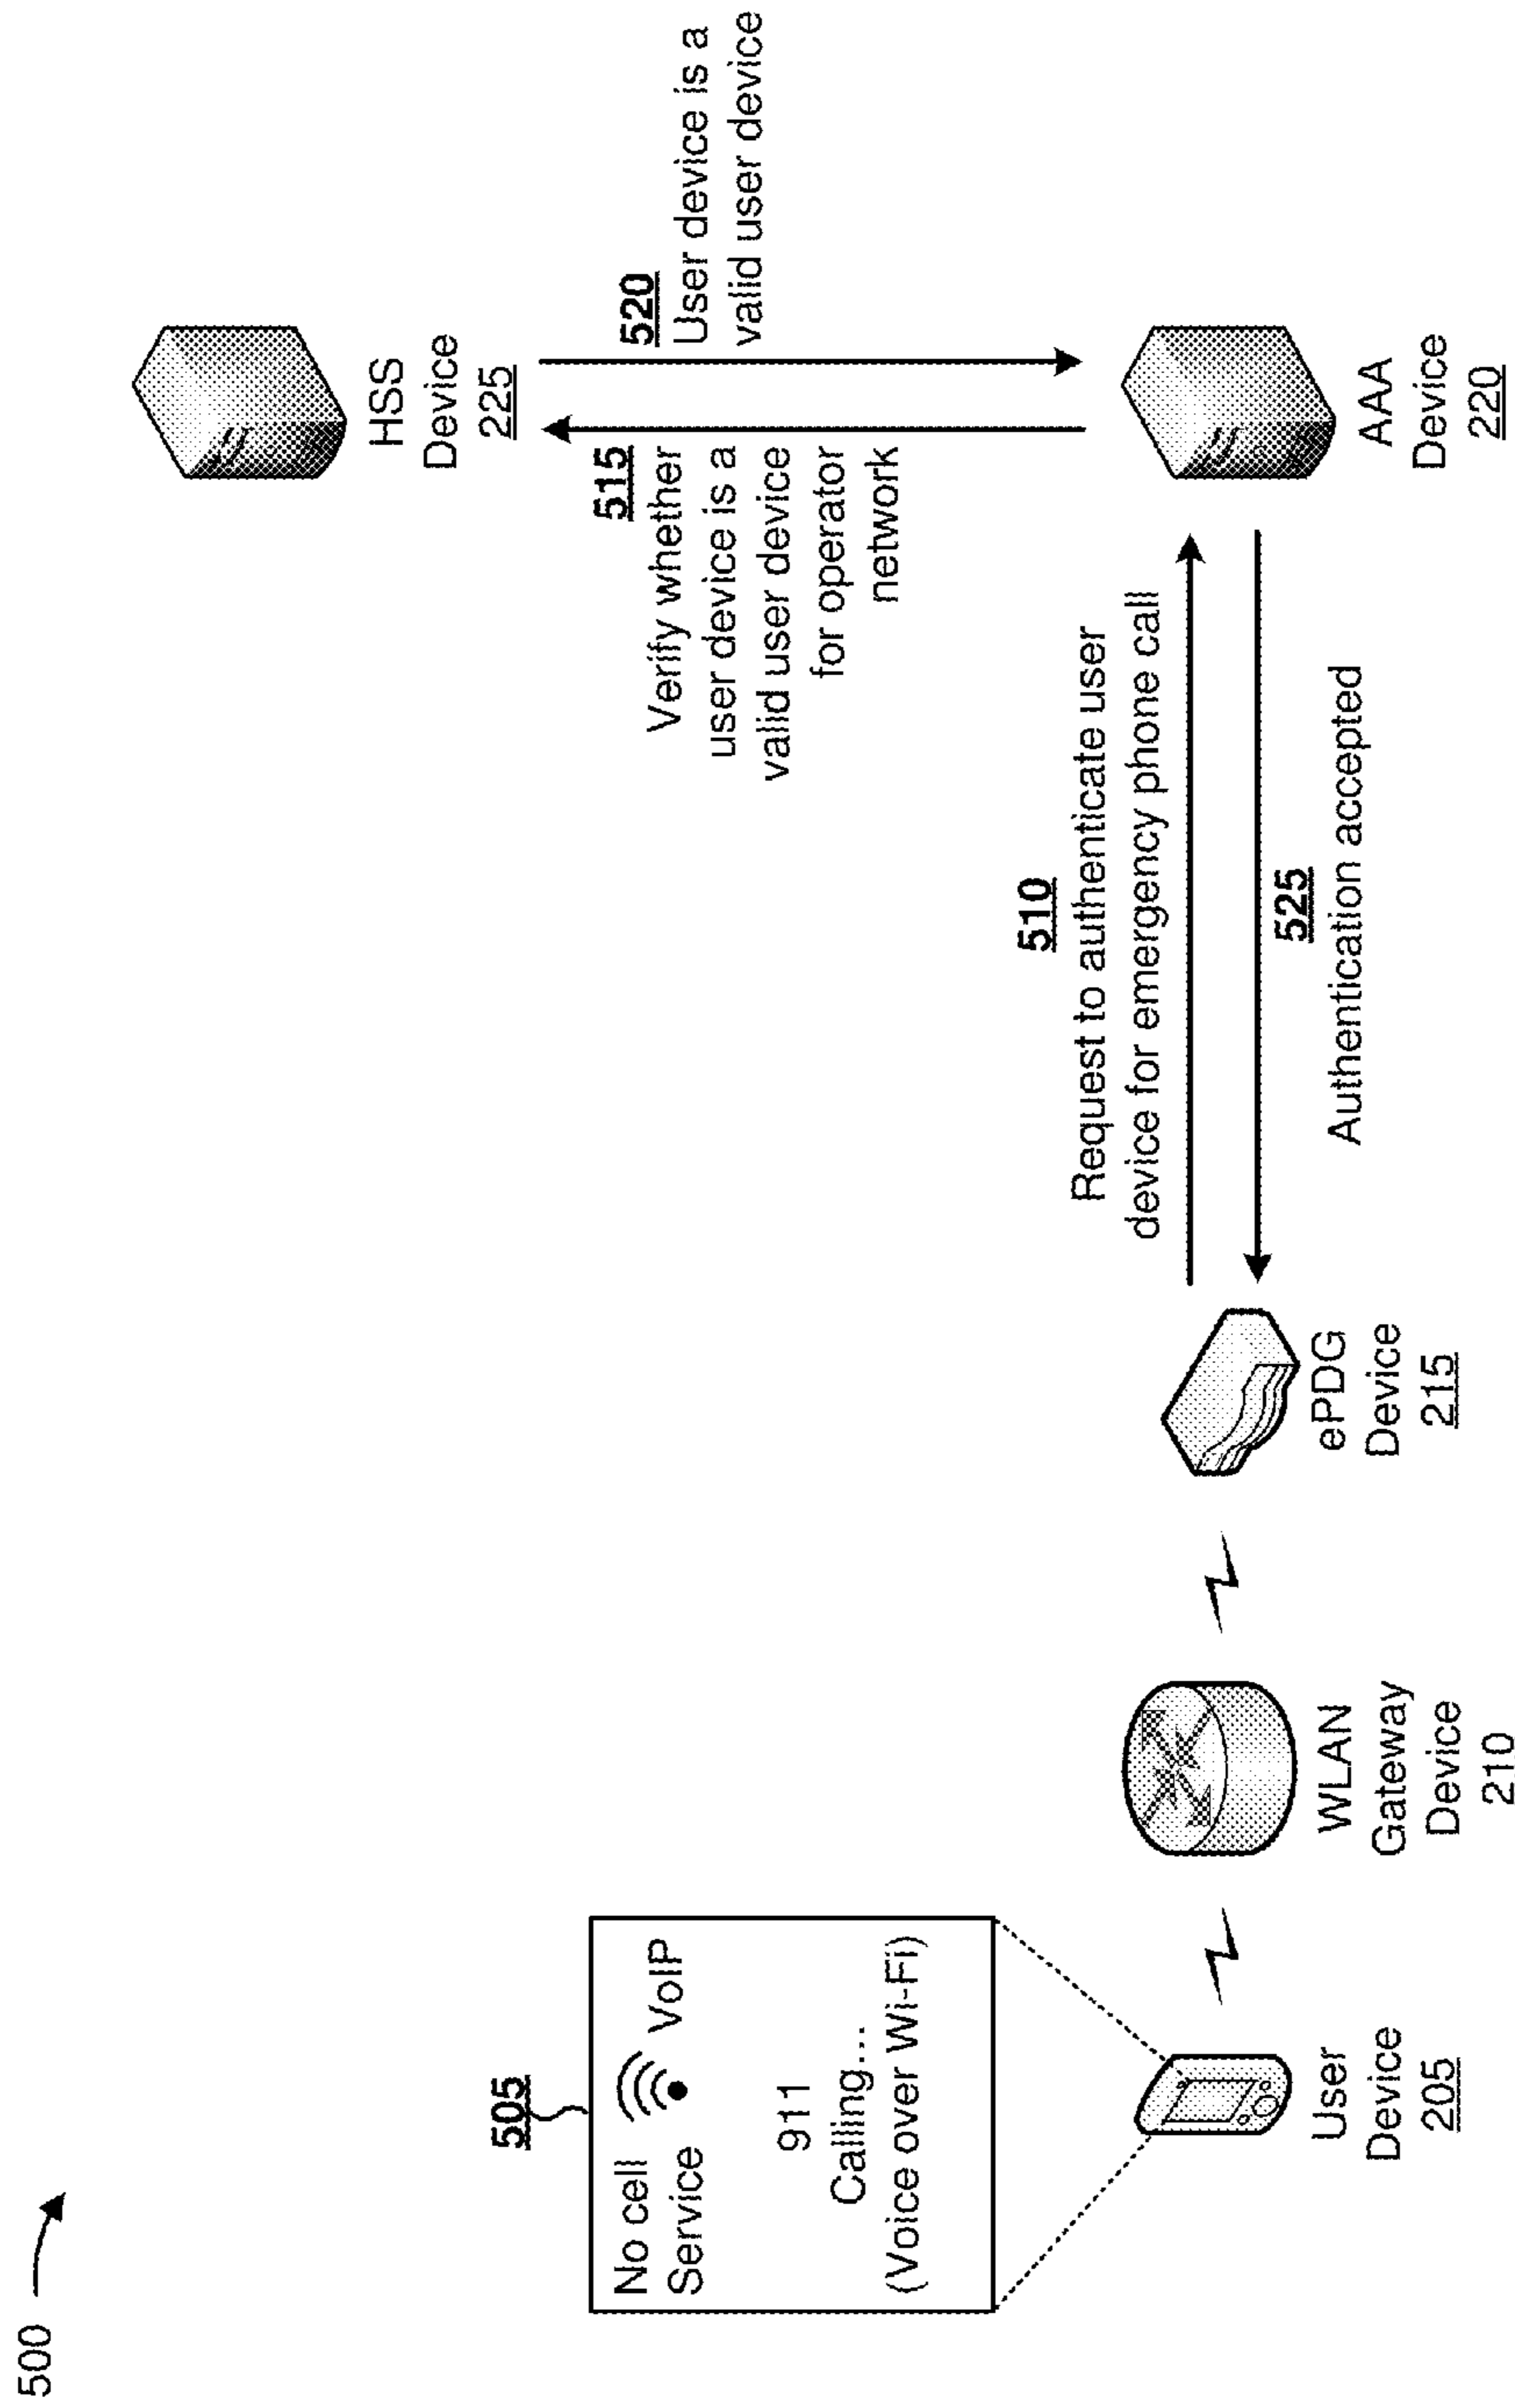 500
505
No cell
Service
VoIP
911
Calling...
(Voice over Wi-Fi)
User
Device
205
WLAN
Gateway
Device
210
ePDG
Device
215
510
Request to authenticate user
device for emergency phone call
525
Authentication accepted
AAA
Device
220
515
Verify whether
user device is a
valid user device
for operator
network
520
User device is a
valid user device
HSS
Device
225